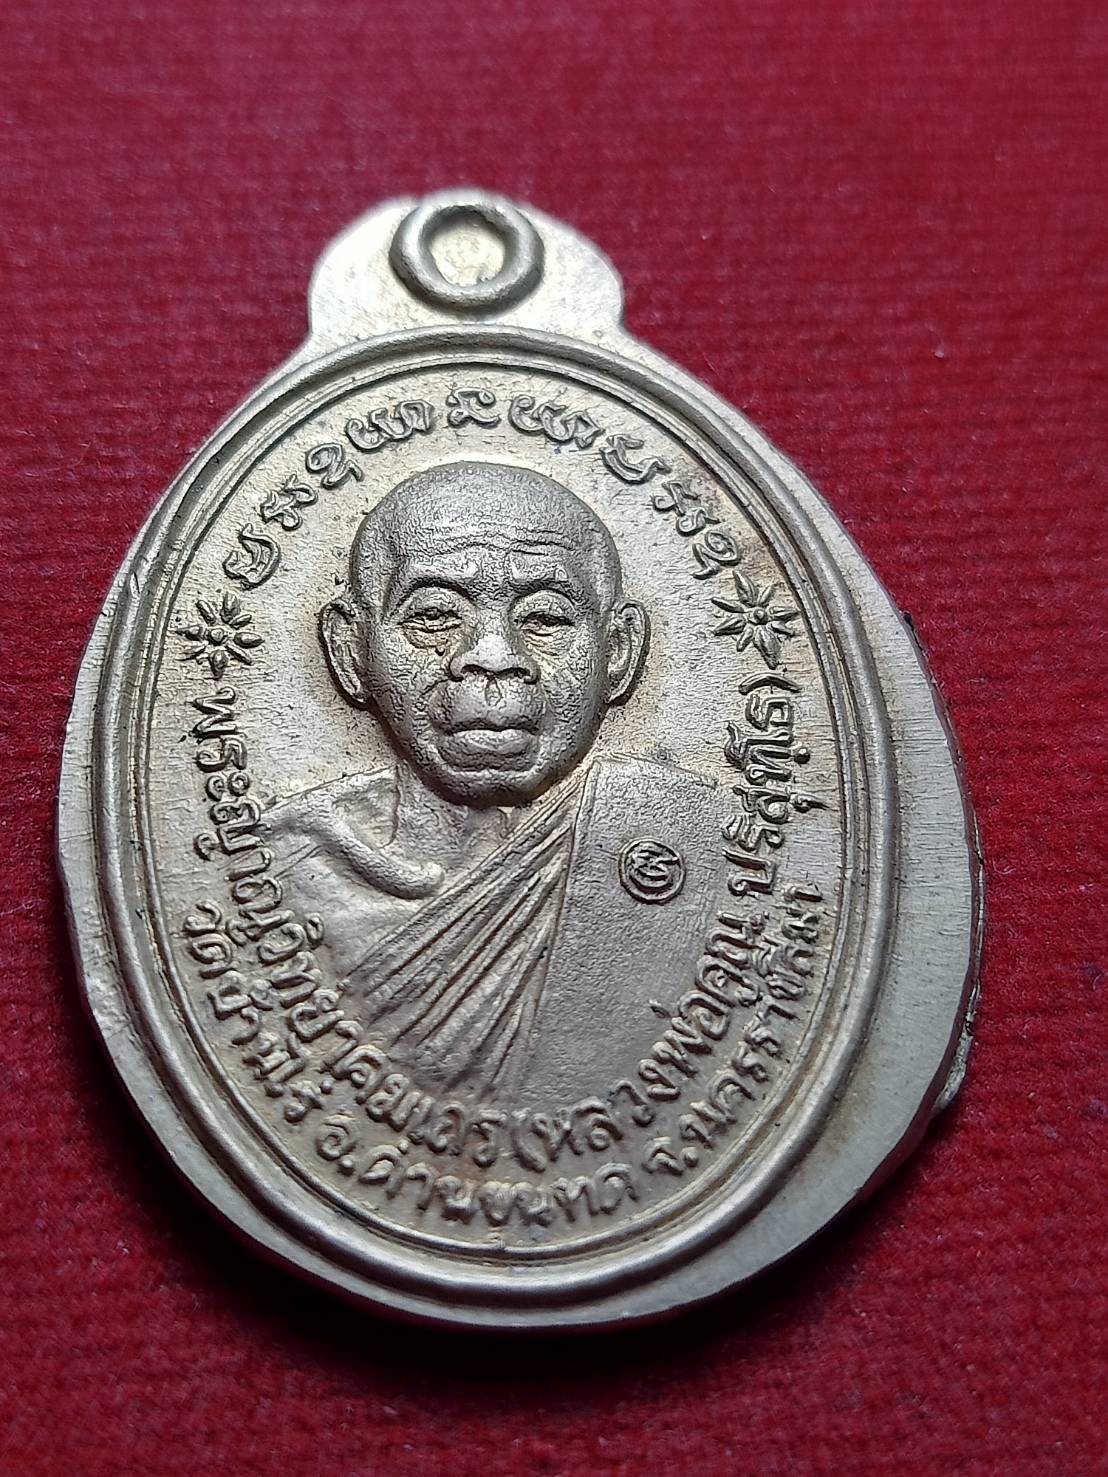 พระญาณวิทยาคมเถร (หลวงพ่อคูณ ปริสุทฺโธ)
วัดบ้านไร่ อ.ด่านขุนทด จ.นครราชสีมา